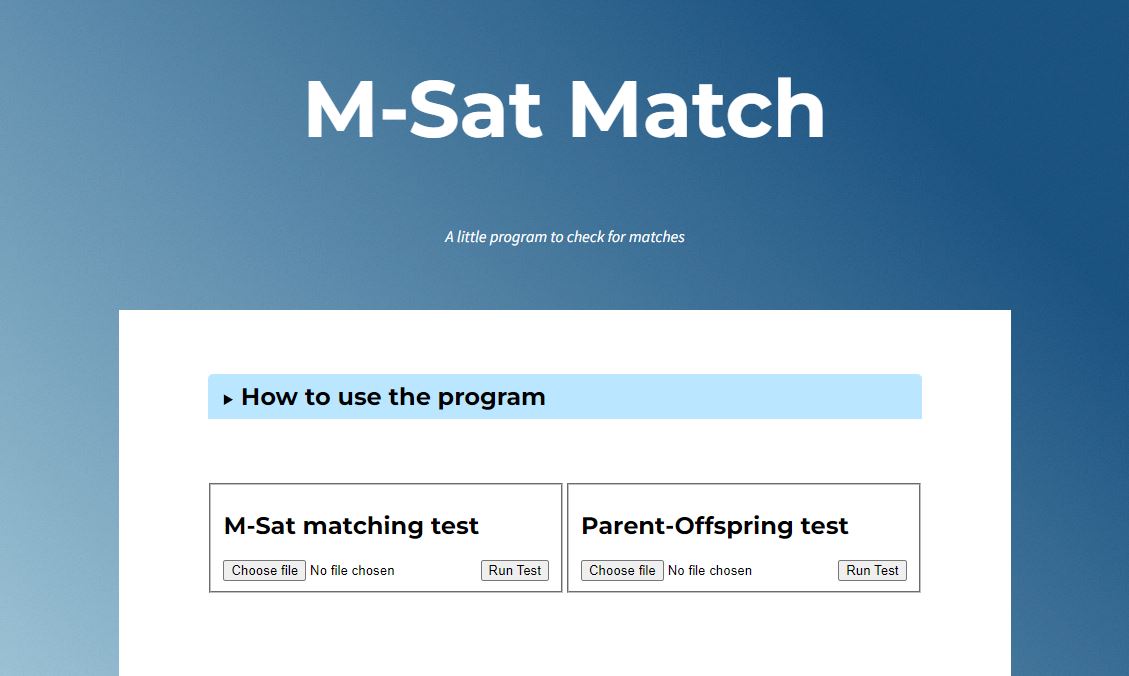 M-Sat Match
A little program to check for matches
How to use the program
M-Sat matching test
Choose file No file chosen Run Test
Parent-Offspring test
Choose file No file chosen Run Test